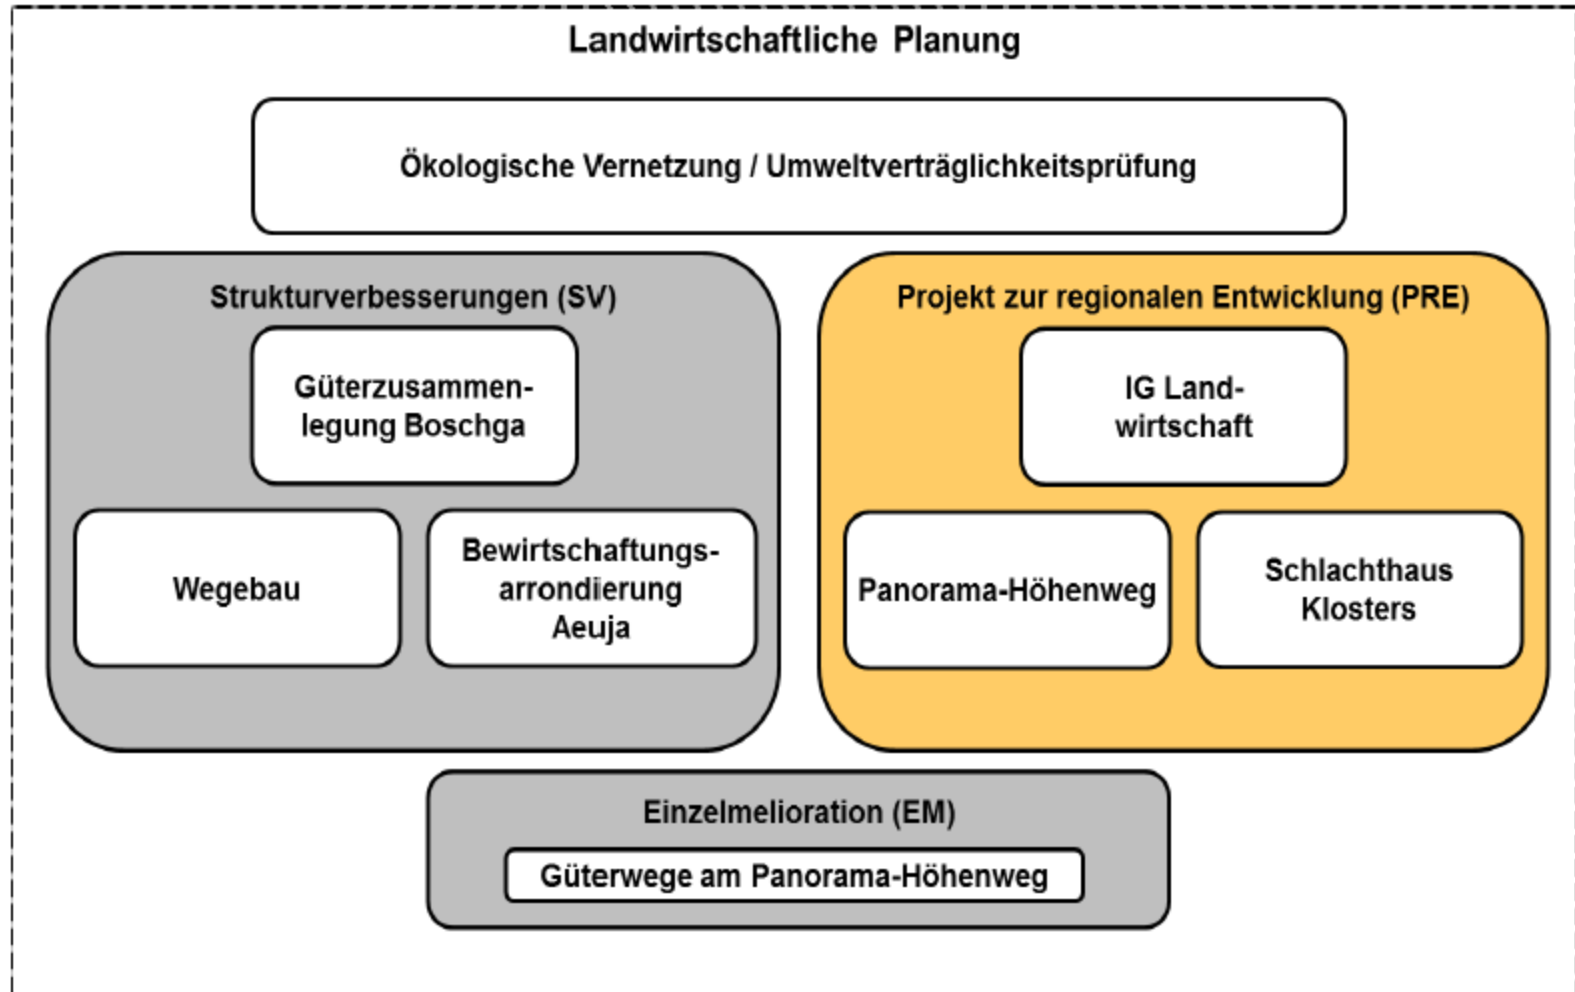 Landwirtschaftliche Planung
Ökologische Vernetzung / Umweltverträglichkeitsprüfung
Strukturverbesserungen (SV)
Güterzusammen-
legung Boschga
Wegebau
Bewirtschaftungs-
arrondierung
Aeuja
Projekt zur regionalen Entwicklung (PRE)
IG Land-
wirtschaft
Panorama-Höhenweg
Schlachthaus
Klosters
Einzelmelioration (EM)
Güterwege am Panorama-Höhenweg